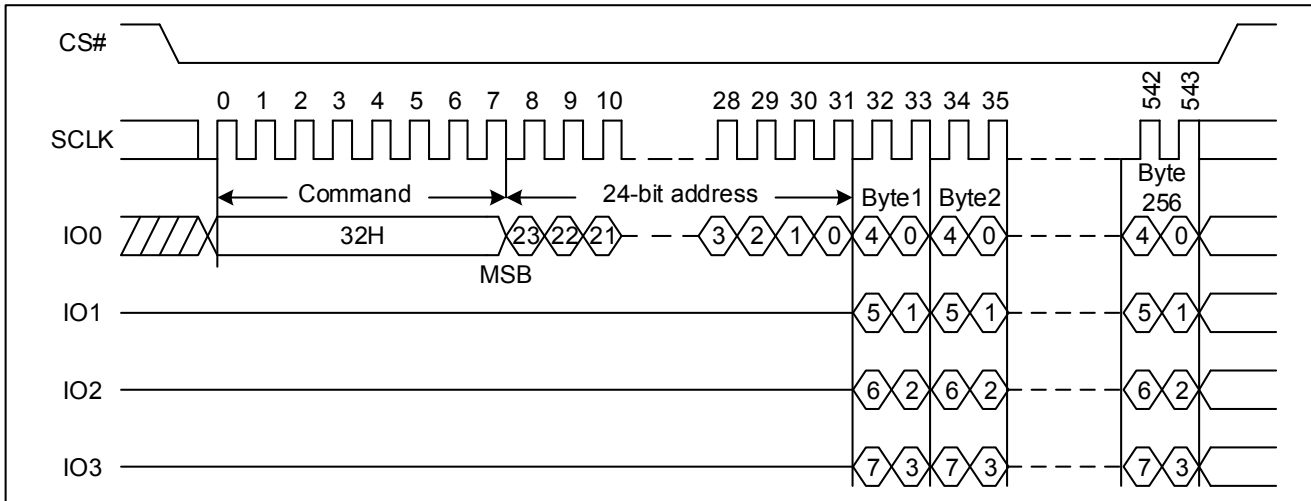 CS#
0 1 2 3 4 5 6 7 8 9 10 28 29 30 31 32 33 34 35 542 543
SCLK
Command 24-bit address Byte1 Byte2 Byte
256
IO0 32H 23 22 21 3 2 1 0 4 0 4 0 4 0
MSB
IO1 5 1 5 1 5 1
IO2 6 2 6 2 6 2
IO3 7 3 7 3 7 3